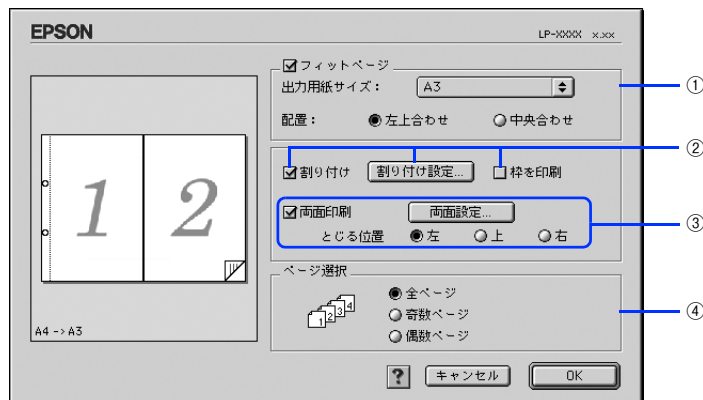 EPSON
LP-XXXX x.xx
フィットページ
出力用紙サイズ： A3
①
配置： 左上合わせ 中央合わせ
②
割り付け 割り付け設定... 枠を印刷
両面印刷 両面設定...
③
とじる位置 左 上 右
1 2
ページ選択
全ページ
1 2 3 4
奇数ページ
④
偶数ページ
A4 -> A3
? キャンセル OK